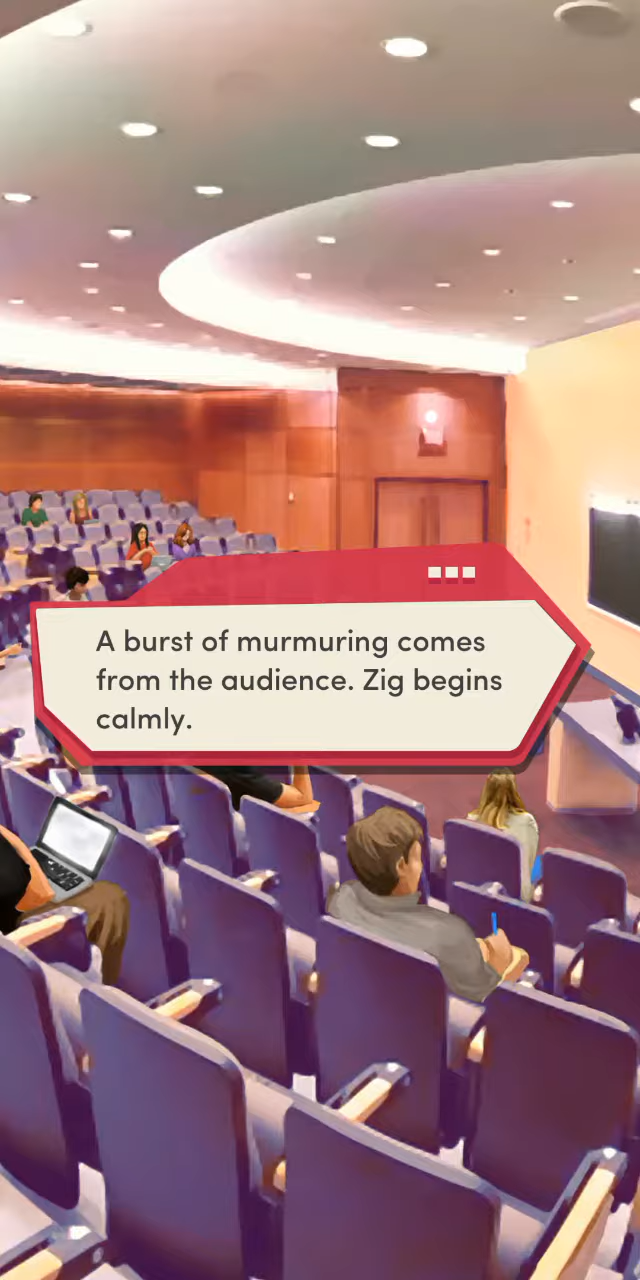 A burst of murmuring comes
from the audience. Zig begins
calmly.